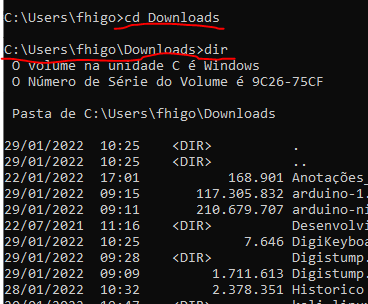 C:\Users\fhigo>cd Downloads
C:\Users\fhigo\Downloads>dir
O volume na unidade C é Windows
O Número de Série do Volume é 9C26-75CF
Pasta de C:\Users\fhigo\Downloads
29/01/2022 10:25 <DIR> .
29/01/2022 10:25 <DIR> ..
22/01/2021 17:01 168.901 Anotações_
29/01/2022 09:15 117.305.832 arduino-1.
29/01/2022 09:11 210.679.707 arduino-ni
22/07/2021 11:16 <DIR> Desenvolvi
29/01/2022 10:25 7.646 DigiKeyboa
29/01/2022 09:28 <DIR> Digistump.
29/01/2022 09:09 1.711.613 Digistump.
28/01/2022 10:32 2.378.351 Historico